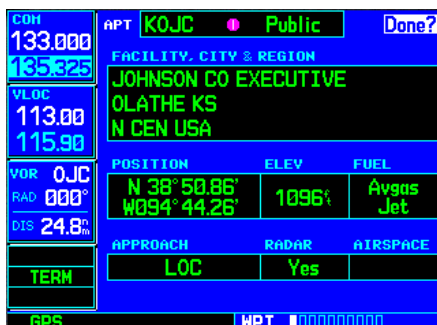 COM
133.000
135.325
VLOC
113.00
115.90
VOR OJC
RAD 000°
DIS 24.8nm
TERM
GPS
APT KOJC Public Done?
FACILITY, CITY & REGION
JOHNSON CO EXECUTIVE
OLATHE KS
N CEN USA
POSITION ELEV FUEL
N 38°50.86' 1096ft Avgas
W094°44.26' Jet
APPROACH RADAR AIRSPACE
LOC Yes
WPT